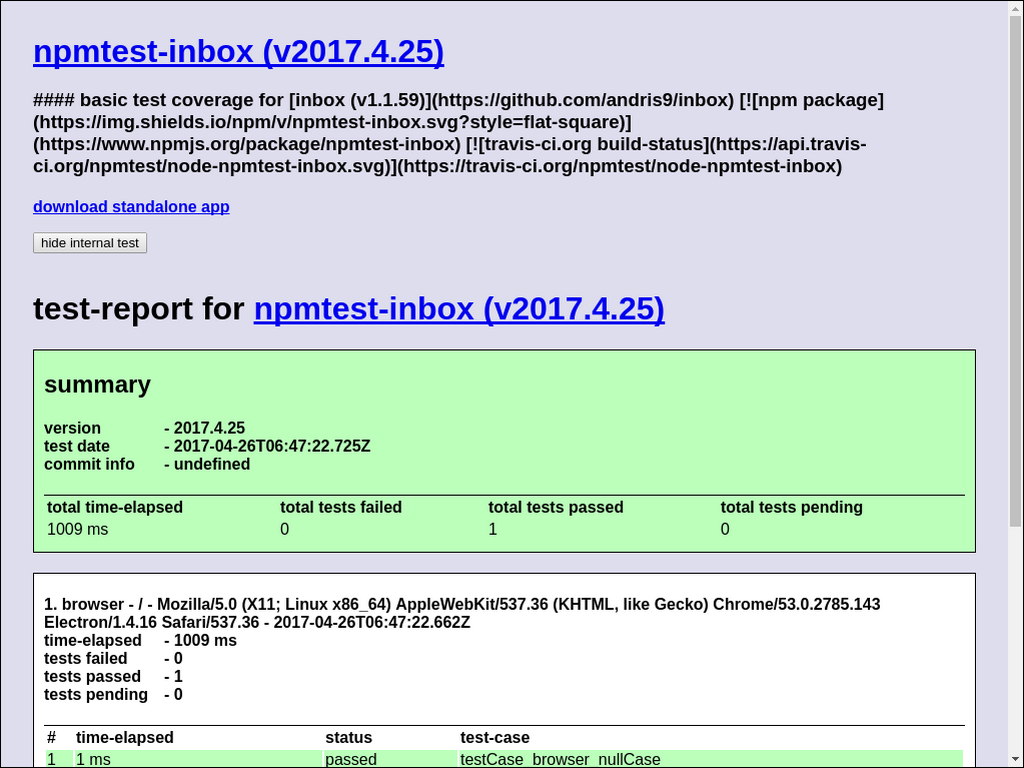 npmtest-inbox (v2017.4.25)
#### basic test coverage for [inbox (v1.1.59)](https://github.com/andris9/inbox) [![npm package]
(https://img.shields.io/npm/v/npmtest-inbox.svg?style=flat-square)]
(https://www.npmjs.org/package/npmtest-inbox) [![travis-ci.org build-status](https://api.travis-
ci.org/npmtest/node-npmtest-inbox.svg)](https://travis-ci.org/npmtest/node-npmtest-inbox)
download standalone app
hide internal test
test-report for npmtest-inbox (v2017.4.25)
summary
version - 2017.4.25
test date - 2017-04-26T06:47:22.725Z
commit info - undefined
total time-elapsed total tests failed total tests passed total tests pending
1009 ms 0 1 0
1. browser - / - Mozilla/5.0 (X11; Linux x86_64) AppleWebKit/537.36 (KHTML, like Gecko) Chrome/53.0.2785.143
Electron/1.4.16 Safari/537.36 - 2017-04-26T06:47:22.662Z
time-elapsed - 1009 ms
tests failed - 0
tests passed - 1
tests pending - 0
# time-elapsed status test-case
1 1 ms passed testCase_browser_nullCase